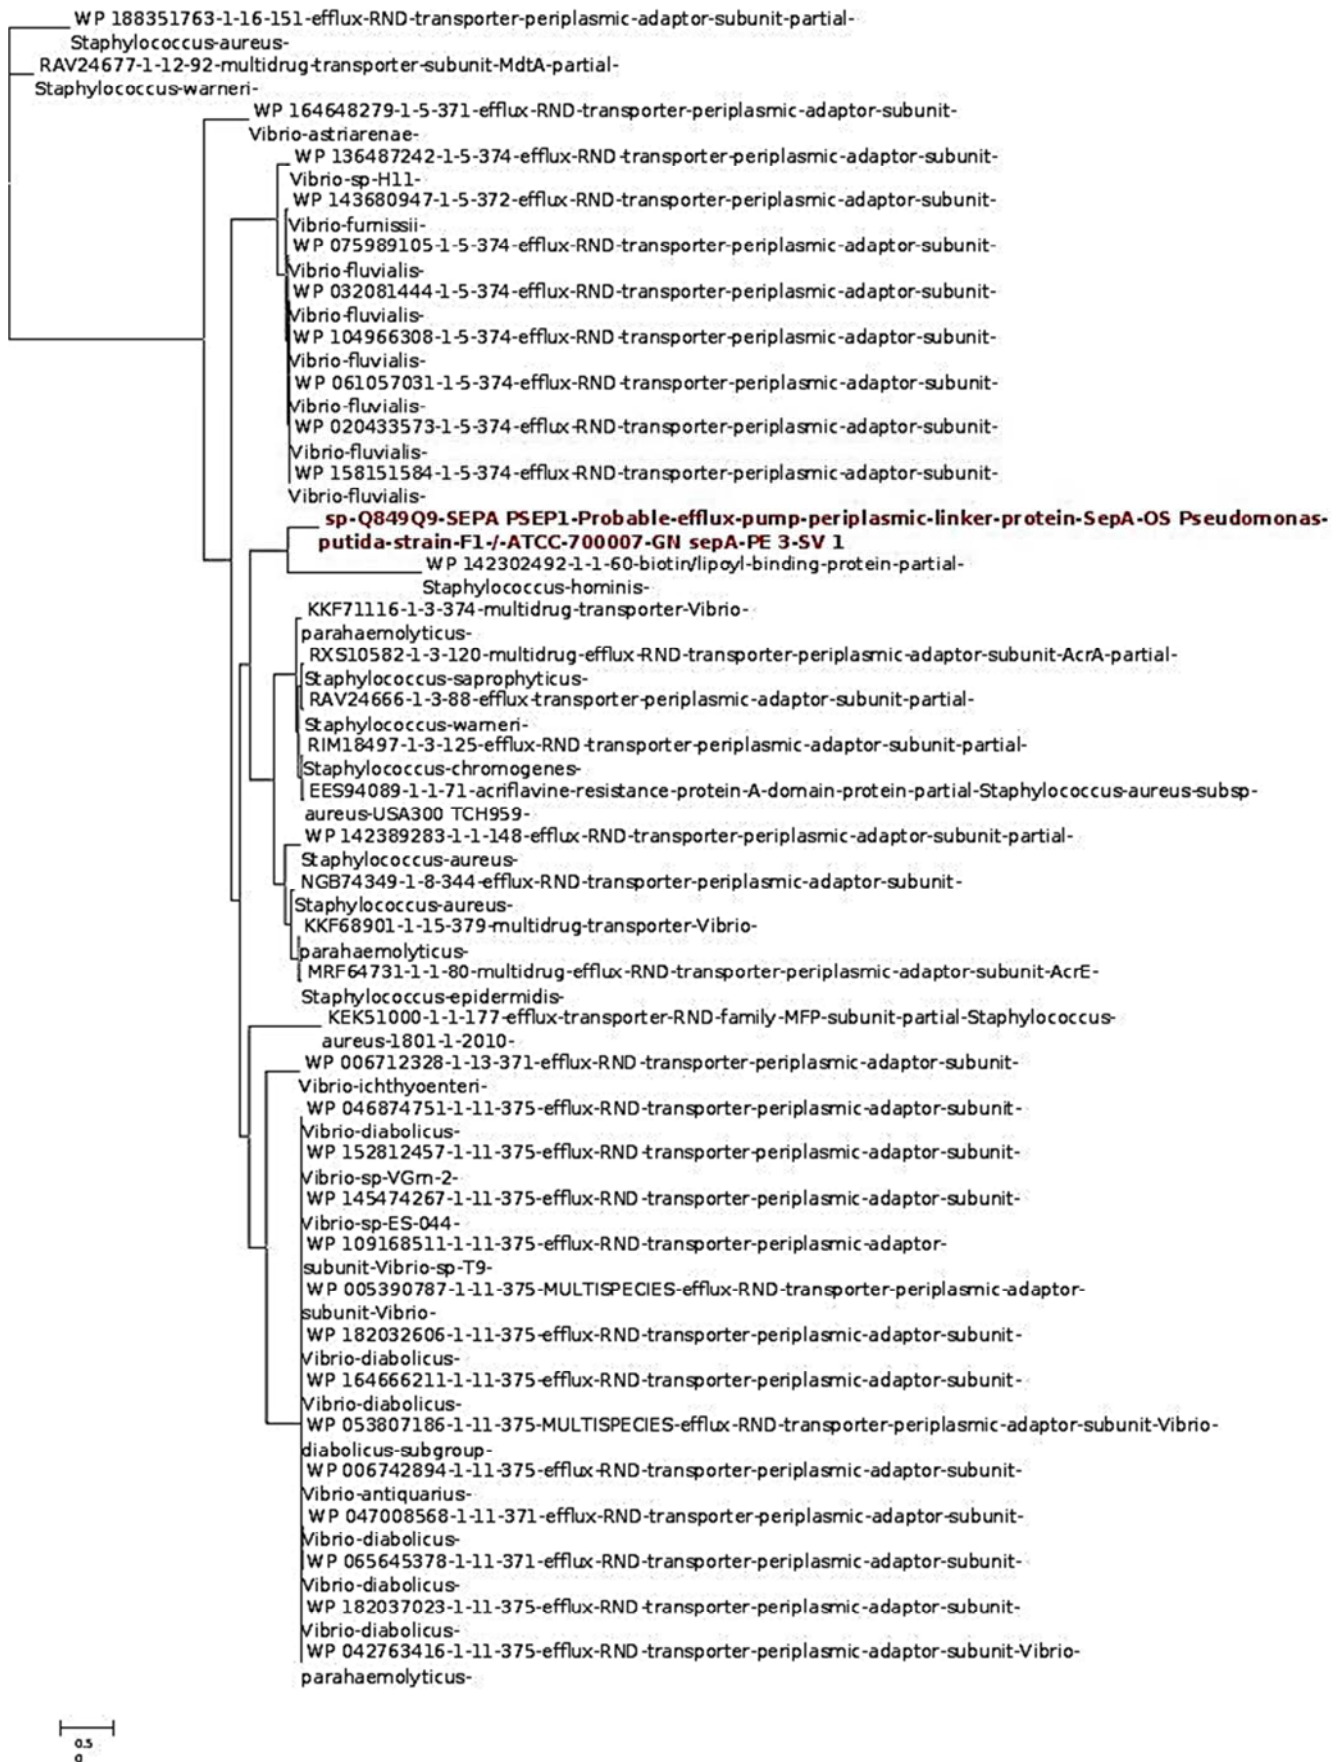 WP 188351763-1-16-151-efflux-RND-transporter-periplasmic-adaptor-subunit-partial-
Staphylococcus-aureus-
RAV24677-1-12-92-multidrug-transporter-subunit-MdtA-partial-
Staphylococcus-warneri-
WP 164648279-1-5-371-efflux-RND-transporter-periplasmic-adaptor-subunit-
Vibrio-astriarenae-
WP 136487242-1-5-374-efflux-RND-transporter-periplasmic-adaptor-subunit-
Vibrio-sp-H11-
WP 143680947-1-5-372-efflux-RND-transporter-periplasmic-adaptor-subunit-
Vibrio-furnissii-
WP 075989105-1-5-374-efflux-RND-transporter-periplasmic-adaptor-subunit-
Vibrio-fluvialis-
WP 032081444-1-5-374-efflux-RND-transporter-periplasmic-adaptor-subunit-
Vibrio-fluvialis-
WP 104966308-1-5-374-efflux-RND-transporter-periplasmic-adaptor-subunit-
Vibrio-fluvialis-
WP 061057031-1-5-374-efflux-RND-transporter-periplasmic-adaptor-subunit-
Vibrio-fluvialis-
WP 020433573-1-5-374-efflux-RND-transporter-periplasmic-adaptor-subunit-
Vibrio-fluvialis-
WP 158151584-1-5-374-efflux-RND-transporter-periplasmic-adaptor-subunit-
Vibrio-fluvialis-
sp-Q849Q9-SEPA PSEP1-Probable-efflux-pump-periplasmic-linker-protein-SepA-OS Pseudomonas-
putida-strain-F1-/-ATCC-700007-GN sepA-PE 3-SV 1
WP 142302492-1-1-60-biotin/lipoyl-binding-protein-partial-
Staphylococcus-hominis-
KKF71116-1-3-374-multidrug-transporter-Vibrio-
parahaemolyticus-
RXS10582-1-3-120-multidrug-efflux-RND-transporter-periplasmic-adaptor-subunit-AcrA-partial-
Staphylococcus-saprophyticus-
RAV24666-1-3-88-efflux-transporter-periplasmic-adaptor-subunit-partial-
Staphylococcus-warneri-
RIM18497-1-3-125-efflux-RND-transporter-periplasmic-adaptor-subunit-partial-
Staphylococcus-chromogenes-
EES94089-1-1-71-acriflavine-resistance-protein-A-domain-protein-partial-Staphylococcus-aureus-subsp-
aureus-USA300 TCH959-
WP 142389283-1-1-148-efflux-RND-transporter-periplasmic-adaptor-subunit-partial-
Staphylococcus-aureus-
NGB74349-1-8-344-efflux-RND-transporter-periplasmic-adaptor-subunit-
Staphylococcus-aureus-
KKF68901-1-15-379-multidrug-transporter-Vibrio-
parahaemolyticus-
MRF64731-1-1-80-multidrug-efflux-RND-transporter-periplasmic-adaptor-subunit-AcrE-
Staphylococcus-epidermidis-
KEK51000-1-1-177-efflux-transporter-RND-family-MFP-subunit-partial-Staphylococcus-
aureus-1801-1-2010-
WP 006712328-1-13-371-efflux-RND-transporter-periplasmic-adaptor-subunit-
Vibrio-ichthyoenteri-
WP 046874751-1-11-375-efflux-RND-transporter-periplasmic-adaptor-subunit-
Vibrio-diabolicus-
WP 152812457-1-11-375-efflux-RND-transporter-periplasmic-adaptor-subunit-
Vibrio-sp-VGrn-2-
WP 145474267-1-11-375-efflux-RND-transporter-periplasmic-adaptor-subunit-
Vibrio-sp-ES-044-
WP 109168511-1-11-375-efflux-RND-transporter-periplasmic-adaptor-
subunit-Vibrio-sp-T9-
WP 005390787-1-11-375-MULTISPECIES-efflux-RND-transporter-periplasmic-adaptor-
subunit-Vibrio-
WP 182032606-1-11-375-efflux-RND-transporter-periplasmic-adaptor-subunit-
Vibrio-diabolicus-
WP 164666211-1-11-375-efflux-RND-transporter-periplasmic-adaptor-subunit-
Vibrio-diabolicus-
WP 053807186-1-11-375-MULTISPECIES-efflux-RND-transporter-periplasmic-adaptor-subunit-Vibrio-
diabolicus-subgroup-
WP 006742894-1-11-375-efflux-RND-transporter-periplasmic-adaptor-subunit-
Vibrio-antiquarius-
WP 047008568-1-11-371-efflux-RND-transporter-periplasmic-adaptor-subunit-
Vibrio-diabolicus-
WP 065645378-1-11-371-efflux-RND-transporter-periplasmic-adaptor-subunit-
Vibrio-diabolicus-
WP 182037023-1-11-375-efflux-RND-transporter-periplasmic-adaptor-subunit-
Vibrio-diabolicus-
WP 042763416-1-11-375-efflux-RND-transporter-periplasmic-adaptor-subunit-Vibrio-
parahaemolyticus-
0.5